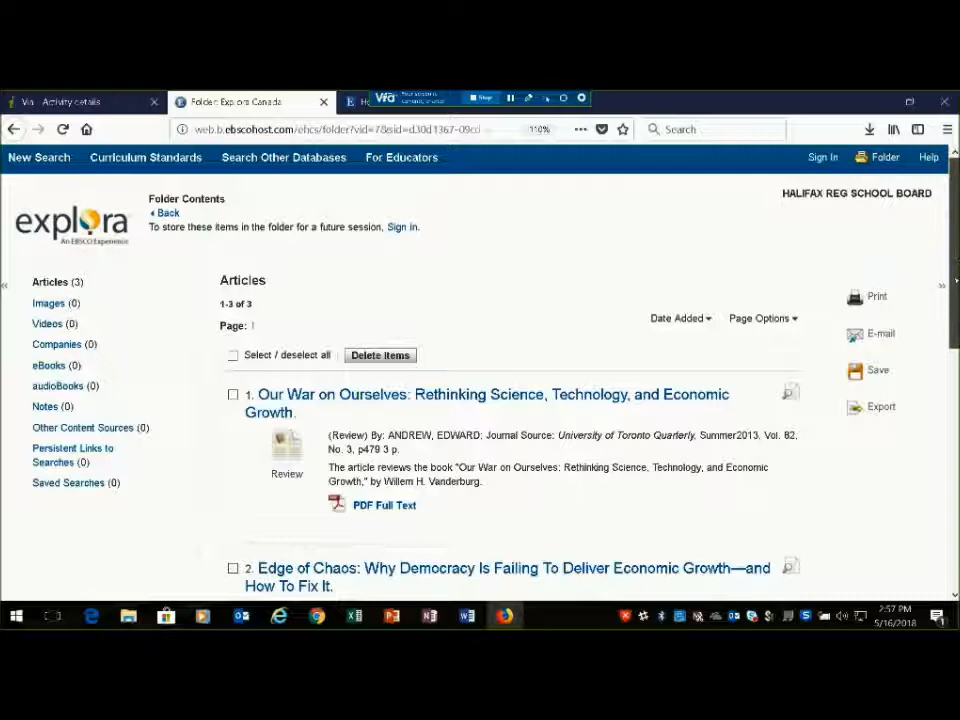 Via - Activity details
Folder: Explora Canada
Stop
web.b.ebscohost.com/ehcs/folder?vid=7&sid=d30d1367-09cd
110%
Search
New Search Curriculum Standards Search Other Databases For Educators
Sign In Folder Help
HALIFAX REG SCHOOL BOARD
explora
An EBSCO Experience
Folder Contents
Back
To store these items in the folder for a future session, Sign In.
Articles (3)
Images (0)
Videos (0)
Companies (0)
eBooks (0)
audioBooks (0)
Notes (0)
Other Content Sources (0)
Persistent Links to
Searches (0)
Saved Searches (0)
Articles
1-3 of 3
Page: 1
Date Added Page Options
Select / deselect all Delete Items
1. Our War on Ourselves: Rethinking Science, Technology, and Economic
Growth.
(Review) By: ANDREW, EDWARD; Journal Source: University of Toronto Quarterly, Summer2013, Vol. 82,
No. 3, p479 3 p.
Review
The article reviews the book "Our War on Ourselves: Rethinking Science, Technology, and Economic
Growth," by Willem H. Vanderburg.
PDF Full Text
2. Edge of Chaos: Why Democracy Is Failing To Deliver Economic Growth—and
How To Fix It.
Print
E-mail
Save
Export
2:57 PM
5/16/2018